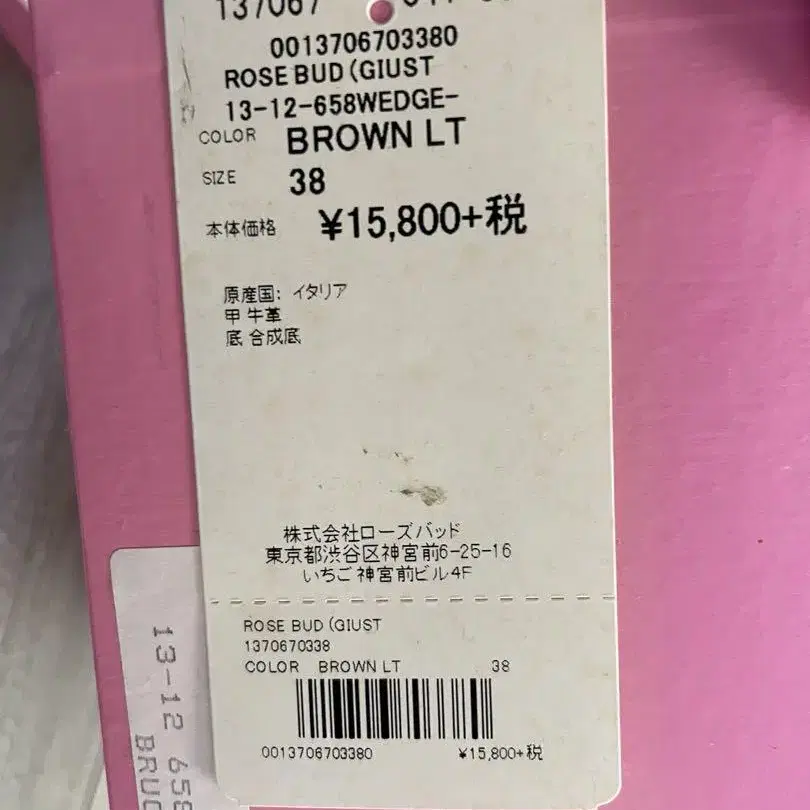 137067
0013706703380
ROSE BUD (GIUST
13-12-658WEDGE-
COLOR BROWN LT
SIZE 38
本体価格 ¥15,800+税
原産国: イタリア
甲 牛革
底 合成底
株式会社ローズバッド
東京都渋谷区神宮前6-25-16
いちご神宮前ビル4F
ROSE BUD (GIUST
1370670338
COLOR BROWN LT 38
0013706703380 ¥15,800+税
13-12 658